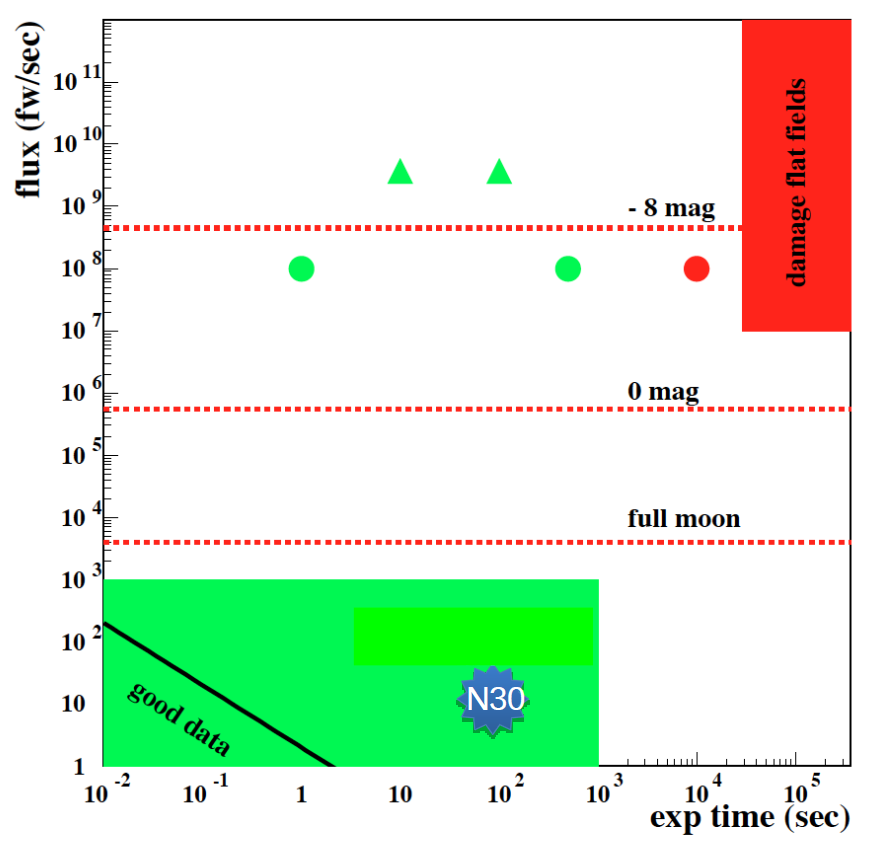 flux (fw/sec)
10^11
10^10
10^9
10^8
10^7
10^6
10^5
10^4
10^3
10^2
10
1
- 8 mag
damage flat fields
0 mag
full moon
N30
good data
10^-2 10^-1 1 10 10^2 10^3 10^4 10^5
exp time (sec)